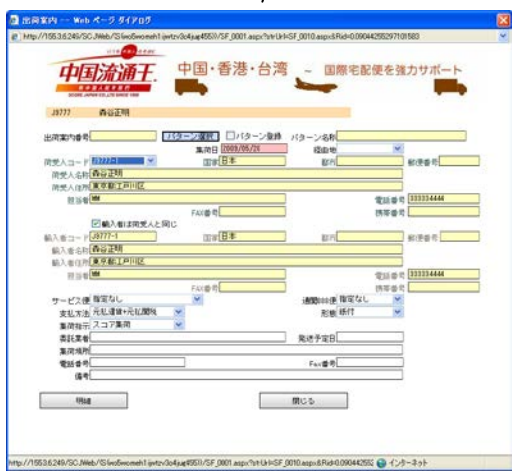 出荷案内 -- Web ページ ダイアログ
中国流通王
中国・香港・台湾 ~ 国際宅配便を強力サポート
J9777 森谷正明
出荷案内番号 パターン選択 パターン登録 パターン名称
集荷日 2009/05/26 経由地
荷受人コード J9777-1 国家 日本 都市 郵便番号
荷受人名称 森谷正明
荷受人住所 東京都江戸川区
担当者 電話番号 333334444
FAX番号 携帯番号
輸入者は荷受人と同じ
輸入者コード J9777-1 国家 日本 都市 郵便番号
輸入者名称 森谷正明
輸入者住所 東京都江戸川区
担当者 電話番号 333334444
FAX番号 携帯番号
サービス便 指定なし 指定なし
支払方法 元払運賃+元払関税 形態 紙付
集荷指示 スコア集荷
委託業者 発送予定日
集荷場所
電話番号 Fax番号
備考
明細 閉じる
インターネット